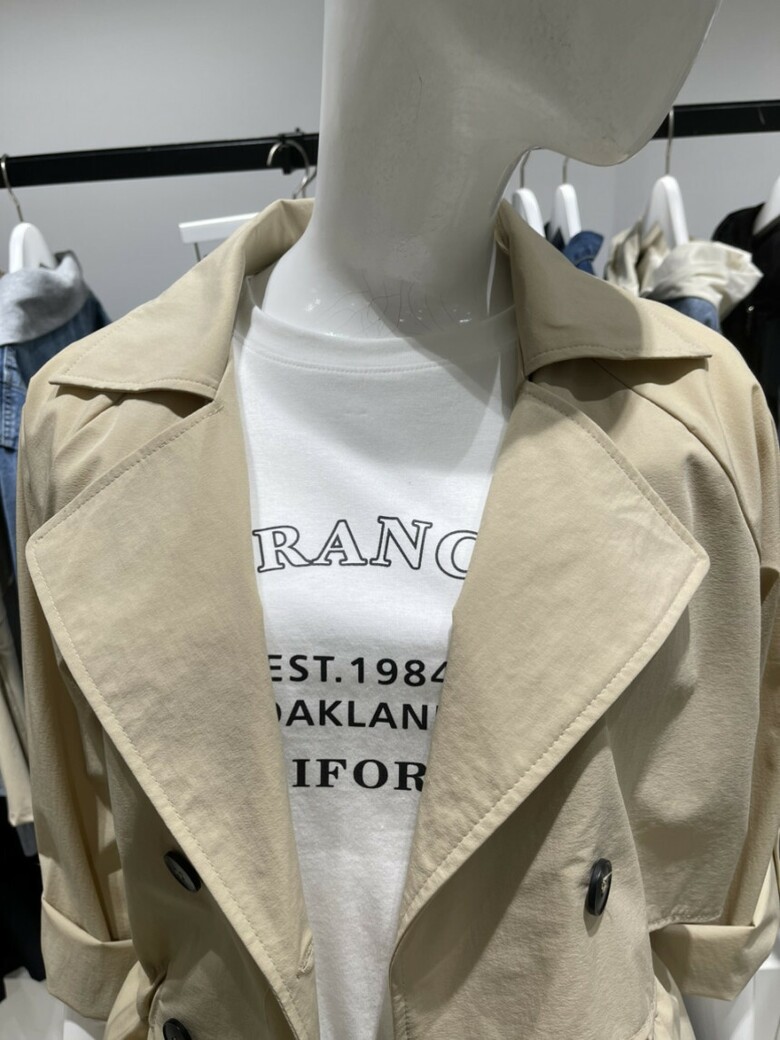 RANC
EST.1984
OAKLAN
IFOR